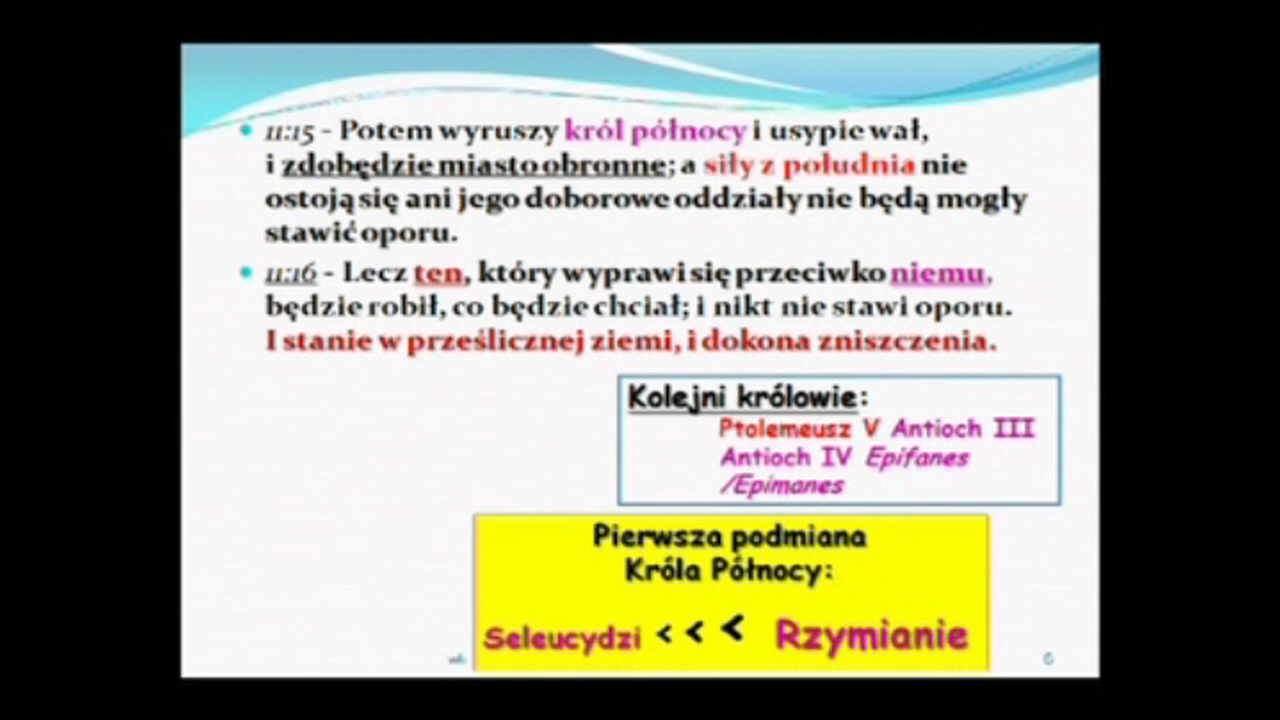 11:15 - Potem wyruszy król północy i usypie wał,
i zdobędzie miasto obronne; a siły z południa nie
ostoją się ani jego doborowe oddziały nie będą mogły
stawić oporu.
11:16 - Lecz ten, który wyprawi się przeciwko niemu,
będzie robił, co będzie chciał; i nikt nie stawi oporu.
I stanie w prześlicznej ziemi, i dokona zniszczenia.
Kolejni królowie:
Ptolemeusz V Antioch III
Antioch IV Epifanes
/Epimanes
Pierwsza podmiana
Króla Północy:
Seleucydzi < < < Rzymianie